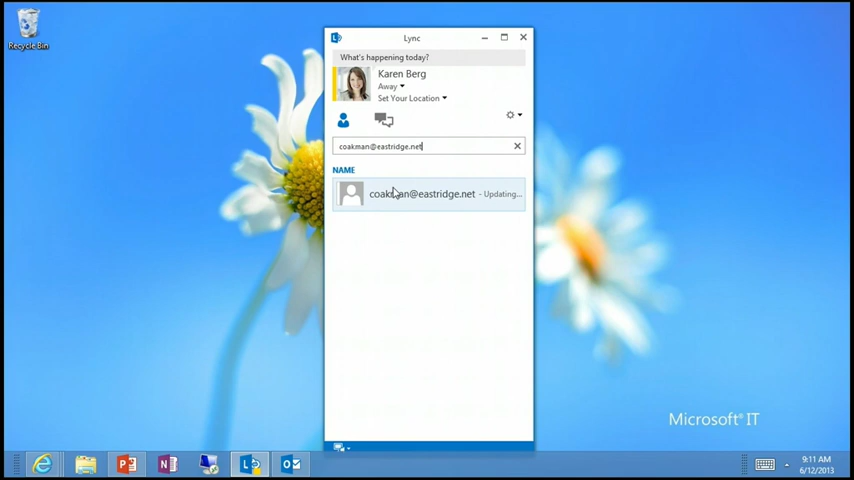 Recycle Bin
Lync
What's happening today?
Karen Berg
Away
Set Your Location
coakman@eastridge.net
NAME
coakman@eastridge.net - Updating...
Microsoft IT
9:11 AM
6/12/2013